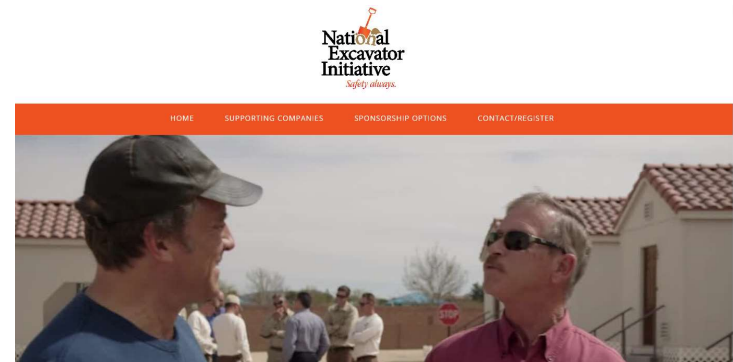 National
Excavator
Initiative
Safety always.
HOME SUPPORTING COMPANIES SPONSORSHIP OPTIONS CONTACT/REGISTER
STOP